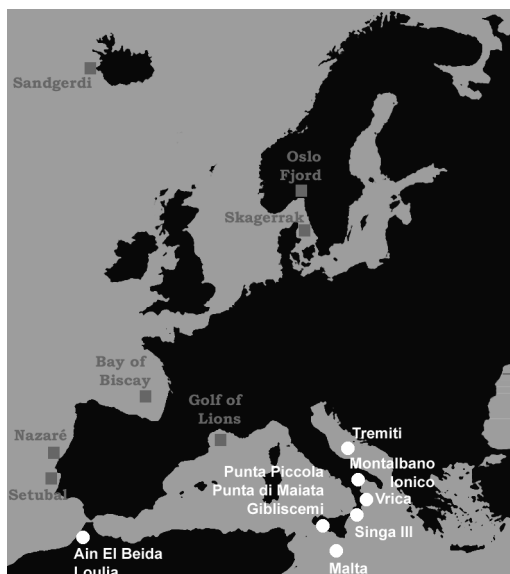 Sandgerdi
Oslo
Fjord
Skagerrak
Bay of
Biscay
Golf of
Lions
Nazaré
Setubal
Tremiti
Montalbano
Ionico
Punta Piccola
Punta di Maiata
Gibliscemi
Vrica
Singa III
Ain El Beida
Loulja
Malta